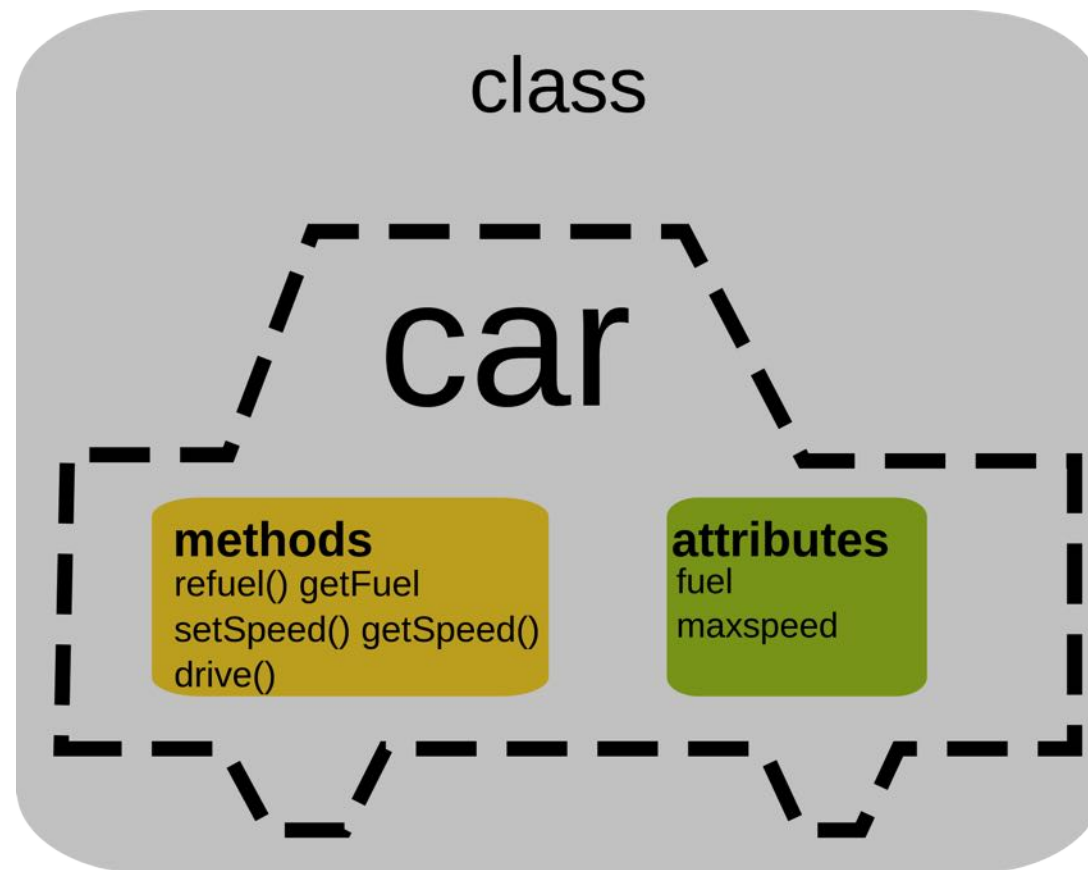 class
car
methods
refuel() getFuel
setSpeed() getSpeed()
drive()
attributes
fuel
maxspeed